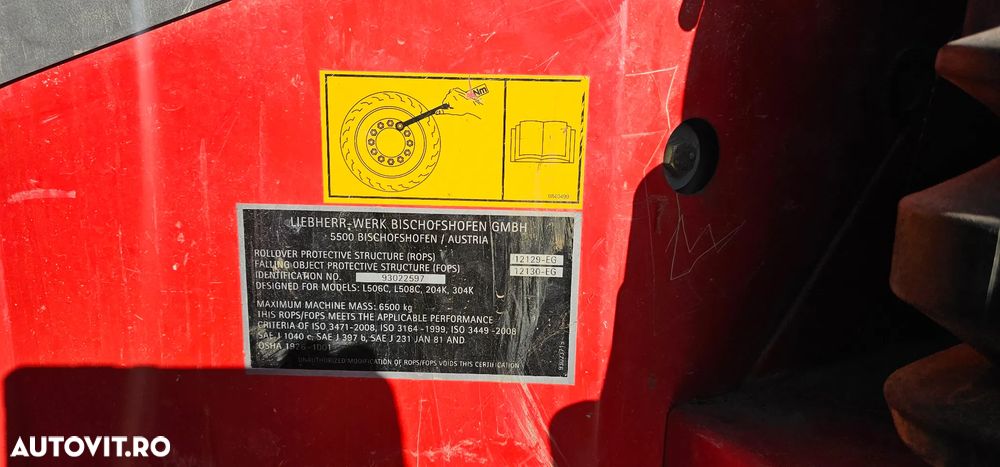 Nm
LIEBHERR-WERK BISCHOFSHOFEN GMBH
5500 BISCHOFSHOFEN / AUSTRIA
ROLLOVER PROTECTIVE STRUCTURE (ROPS) 12129-EG
FALLING OBJECT PROTECTIVE STRUCTURE (FOPS) 12130-EG
IDENTIFICATION NO. 93022597
DESIGNED FOR MODELS: L506C, L508C, 204K, 304K
MAXIMUM MACHINE MASS: 6500 kg
THIS ROPS/FOPS MEETS THE APPLICABLE PERFORMANCE
CRITERIA OF ISO 3471-2008, ISO 3164 -1999, ISO 3449 -2008
SAE J 1040 c, SAE J 397 b, SAE J 231 JAN 81 AND
OSHA 1926 -1001
UNAUTHORIZED MODIFICATION OF ROPS/FOPS VOIDS THIS CERTIFICATION
AUTOVIT.RO